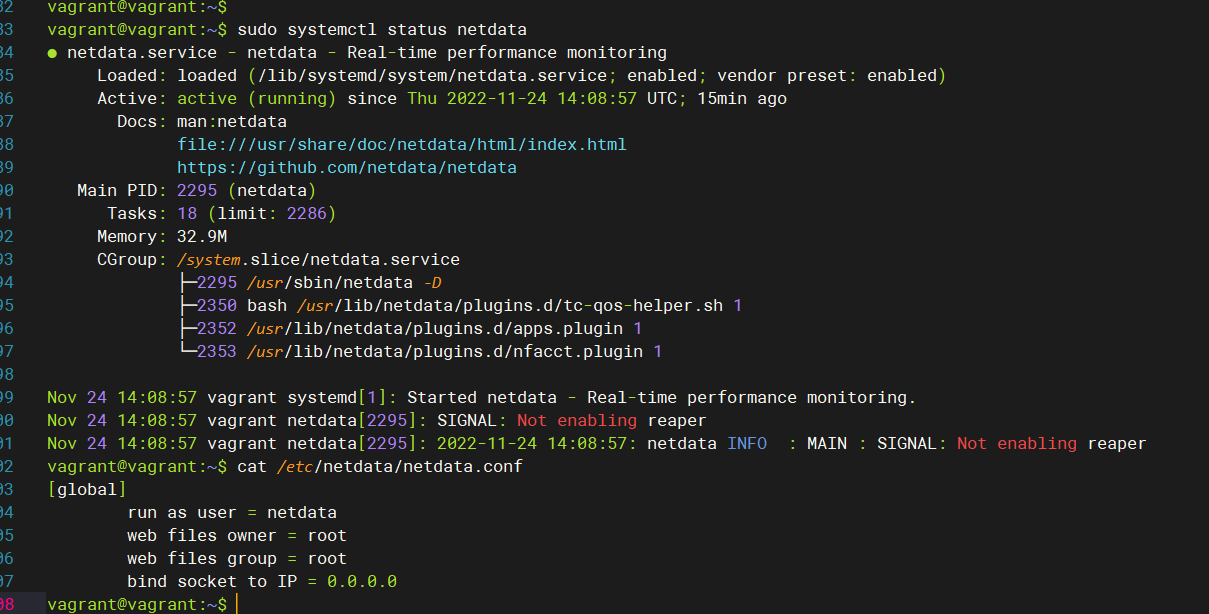 32 vagrant@vagrant:~$
33 vagrant@vagrant:~$ sudo systemctl status netdata
34 ● netdata.service - netdata - Real-time performance monitoring
35 Loaded: loaded (/lib/systemd/system/netdata.service; enabled; vendor preset: enabled)
36 Active: active (running) since Thu 2022-11-24 14:08:57 UTC; 15min ago
37 Docs: man:netdata
38 file:///usr/share/doc/netdata/html/index.html
39 https://github.com/netdata/netdata
90 Main PID: 2295 (netdata)
91 Tasks: 18 (limit: 2286)
92 Memory: 32.9M
93 CGroup: /system.slice/netdata.service
94 ├─2295 /usr/sbin/netdata -D
95 ├─2350 bash /usr/lib/netdata/plugins.d/tc-qos-helper.sh 1
96 ├─2352 /usr/lib/netdata/plugins.d/apps.plugin 1
97 └─2353 /usr/lib/netdata/plugins.d/nfacct.plugin 1
98
99 Nov 24 14:08:57 vagrant systemd[1]: Started netdata - Real-time performance monitoring.
00 Nov 24 14:08:57 vagrant netdata[2295]: SIGNAL: Not enabling reaper
01 Nov 24 14:08:57 vagrant netdata[2295]: 2022-11-24 14:08:57: netdata INFO  : MAIN : SIGNAL: Not enabling reaper
02 vagrant@vagrant:~$ cat /etc/netdata/netdata.conf
03 [global]
04 run as user = netdata
05 web files owner = root
06 web files group = root
07 bind socket to IP = 0.0.0.0
08 vagrant@vagrant:~$